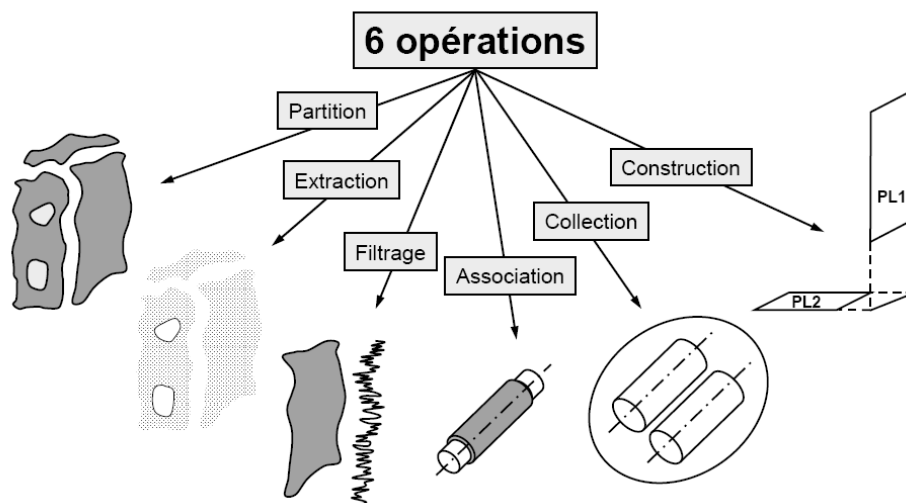 6 opérations
Partition
Extraction
Filtrage
Association
Collection
Construction
PL1
PL2